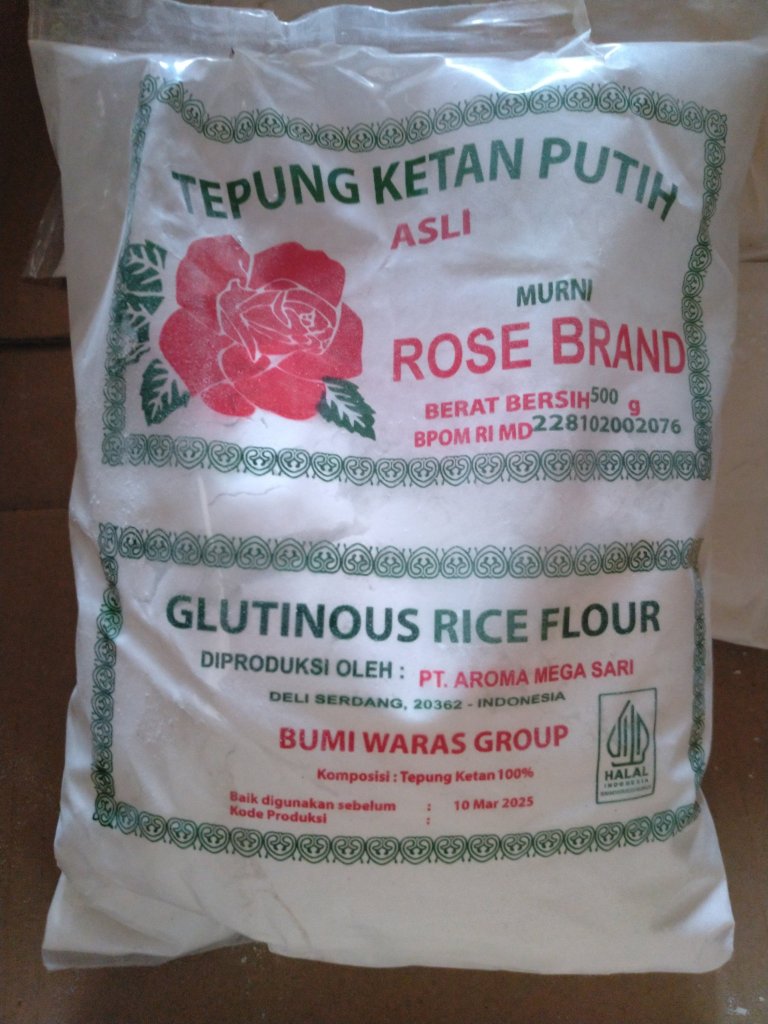 TEPUNG KETAN PUTIH
ASLI
MURNI
ROSE BRAND
BERAT BERSIH 500 g
BPOM RI MD 228102002076
GLUTINOUS RICE FLOUR
DIPRODUKSI OLEH : PT. AROMA MEGA SARI
DELI SERDANG, 20362 - INDONESIA
BUMI WARAS GROUP
HALAL
INDONESIA
Komposisi : Tepung Ketan 100%
Baik digunakan sebelum : 10 Mar 2025
Kode Produksi :